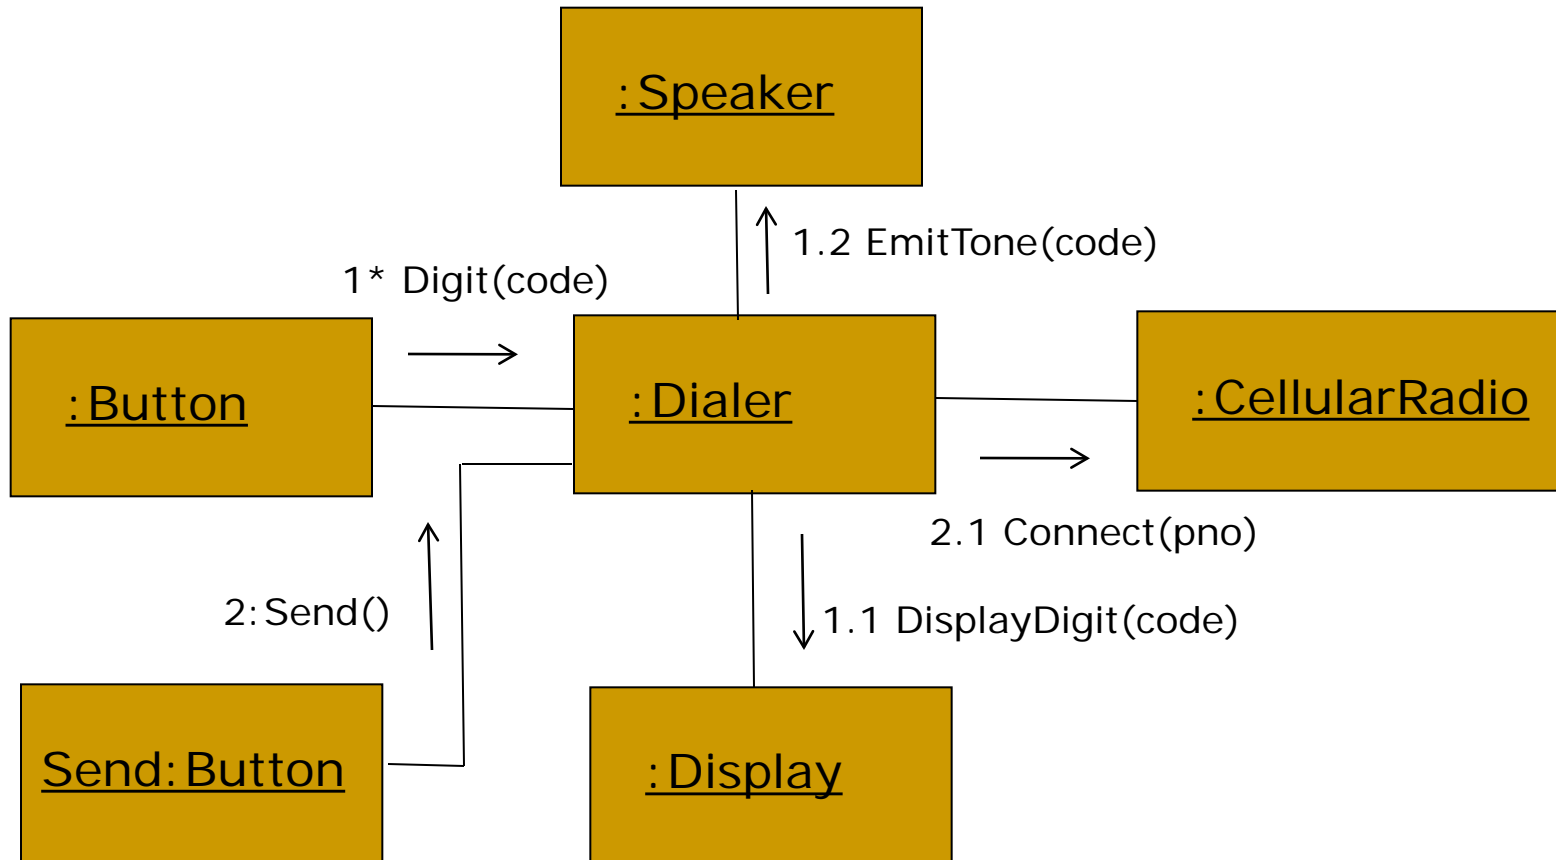 :Speaker
1.2 EmitTone(code)
1* Digit(code)
:Button
:Dialer
:CellularRadio
2.1 Connect(pno)
2:Send()
1.1 DisplayDigit(code)
Send:Button
:Display